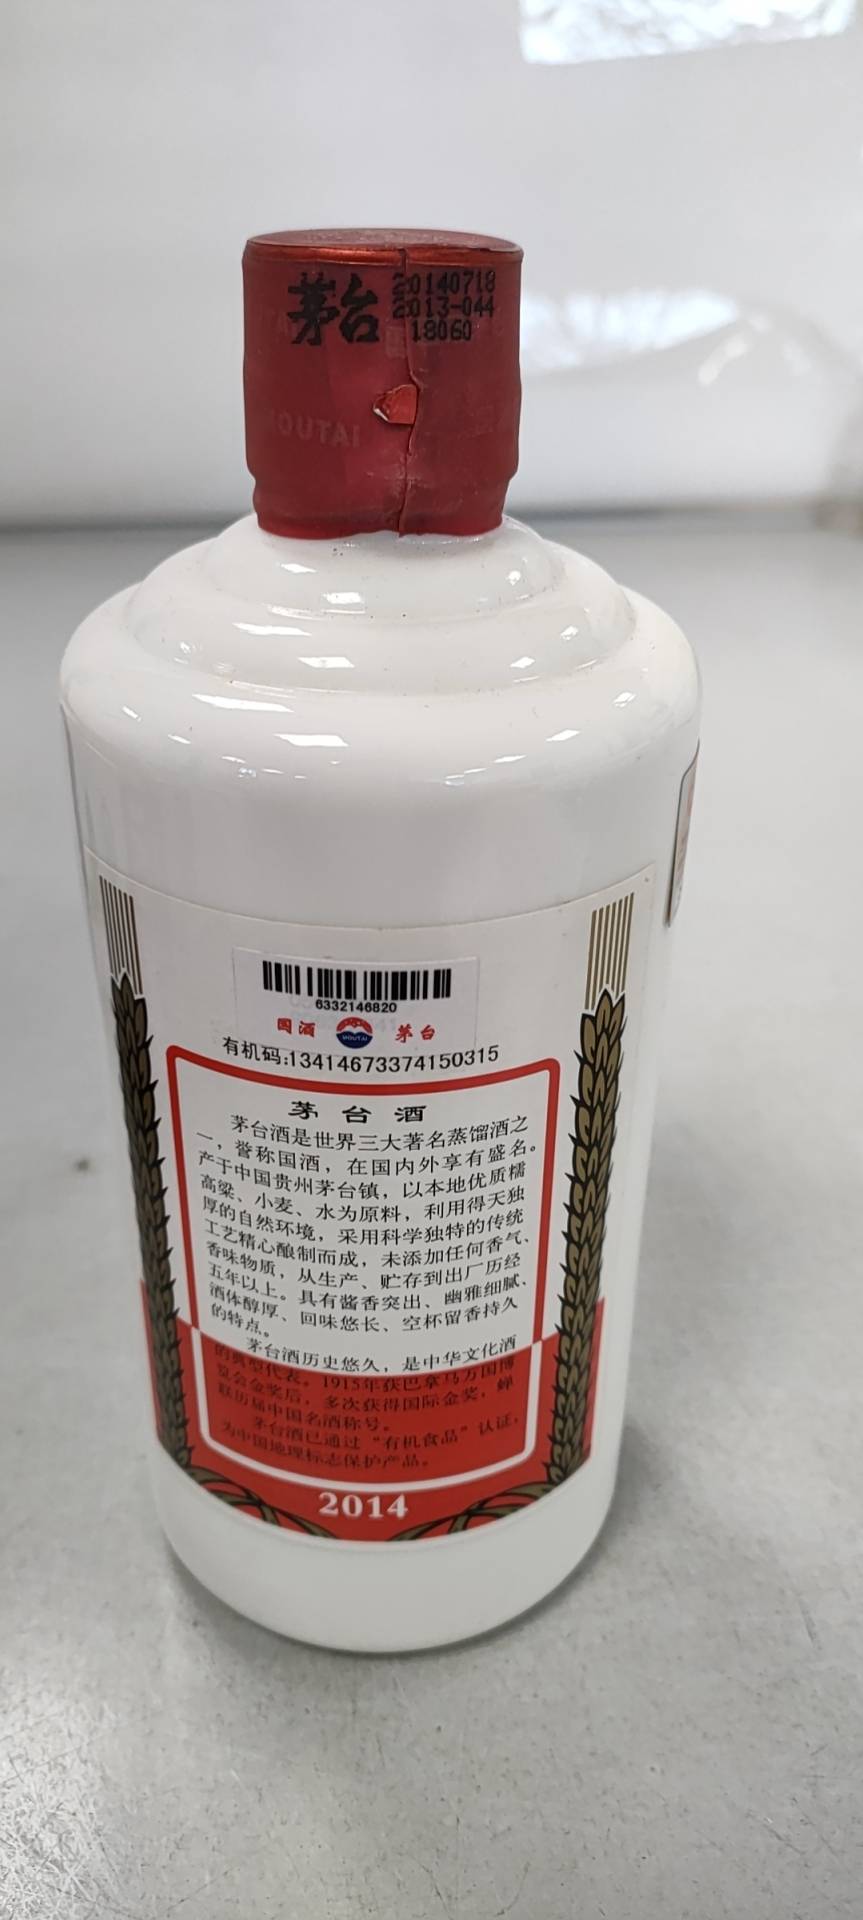 茅台
20140718
2013-044
18060
MOUTAI
6332146820
国酒
MOUTAI
茅台
有机码:13414673374150315
茅台酒
茅台酒是世界三大著名蒸馏酒之
一，誉称国酒，在国内外享有盛名。
产于中国贵州茅台镇，以本地优质糯
高粱、小麦、水为原料，利用得天独
厚的自然环境，采用科学独特的传统
工艺精心酿制而成，未添加任何香气、
香味物质，从生产、贮存到出厂历经
五年以上。具有酱香突出、幽雅细腻、
酒体醇厚、回味悠长、空杯留香持久
的特点。
茅台酒历史悠久，是中华文化酒
的典型代表。1915年获巴拿马万国博
览会金奖后，多次获得国际金奖，蝉
联历届中国名酒称号。
茅台酒已通过“有机食品”认证，
为中国地理标志保护产品。
2014